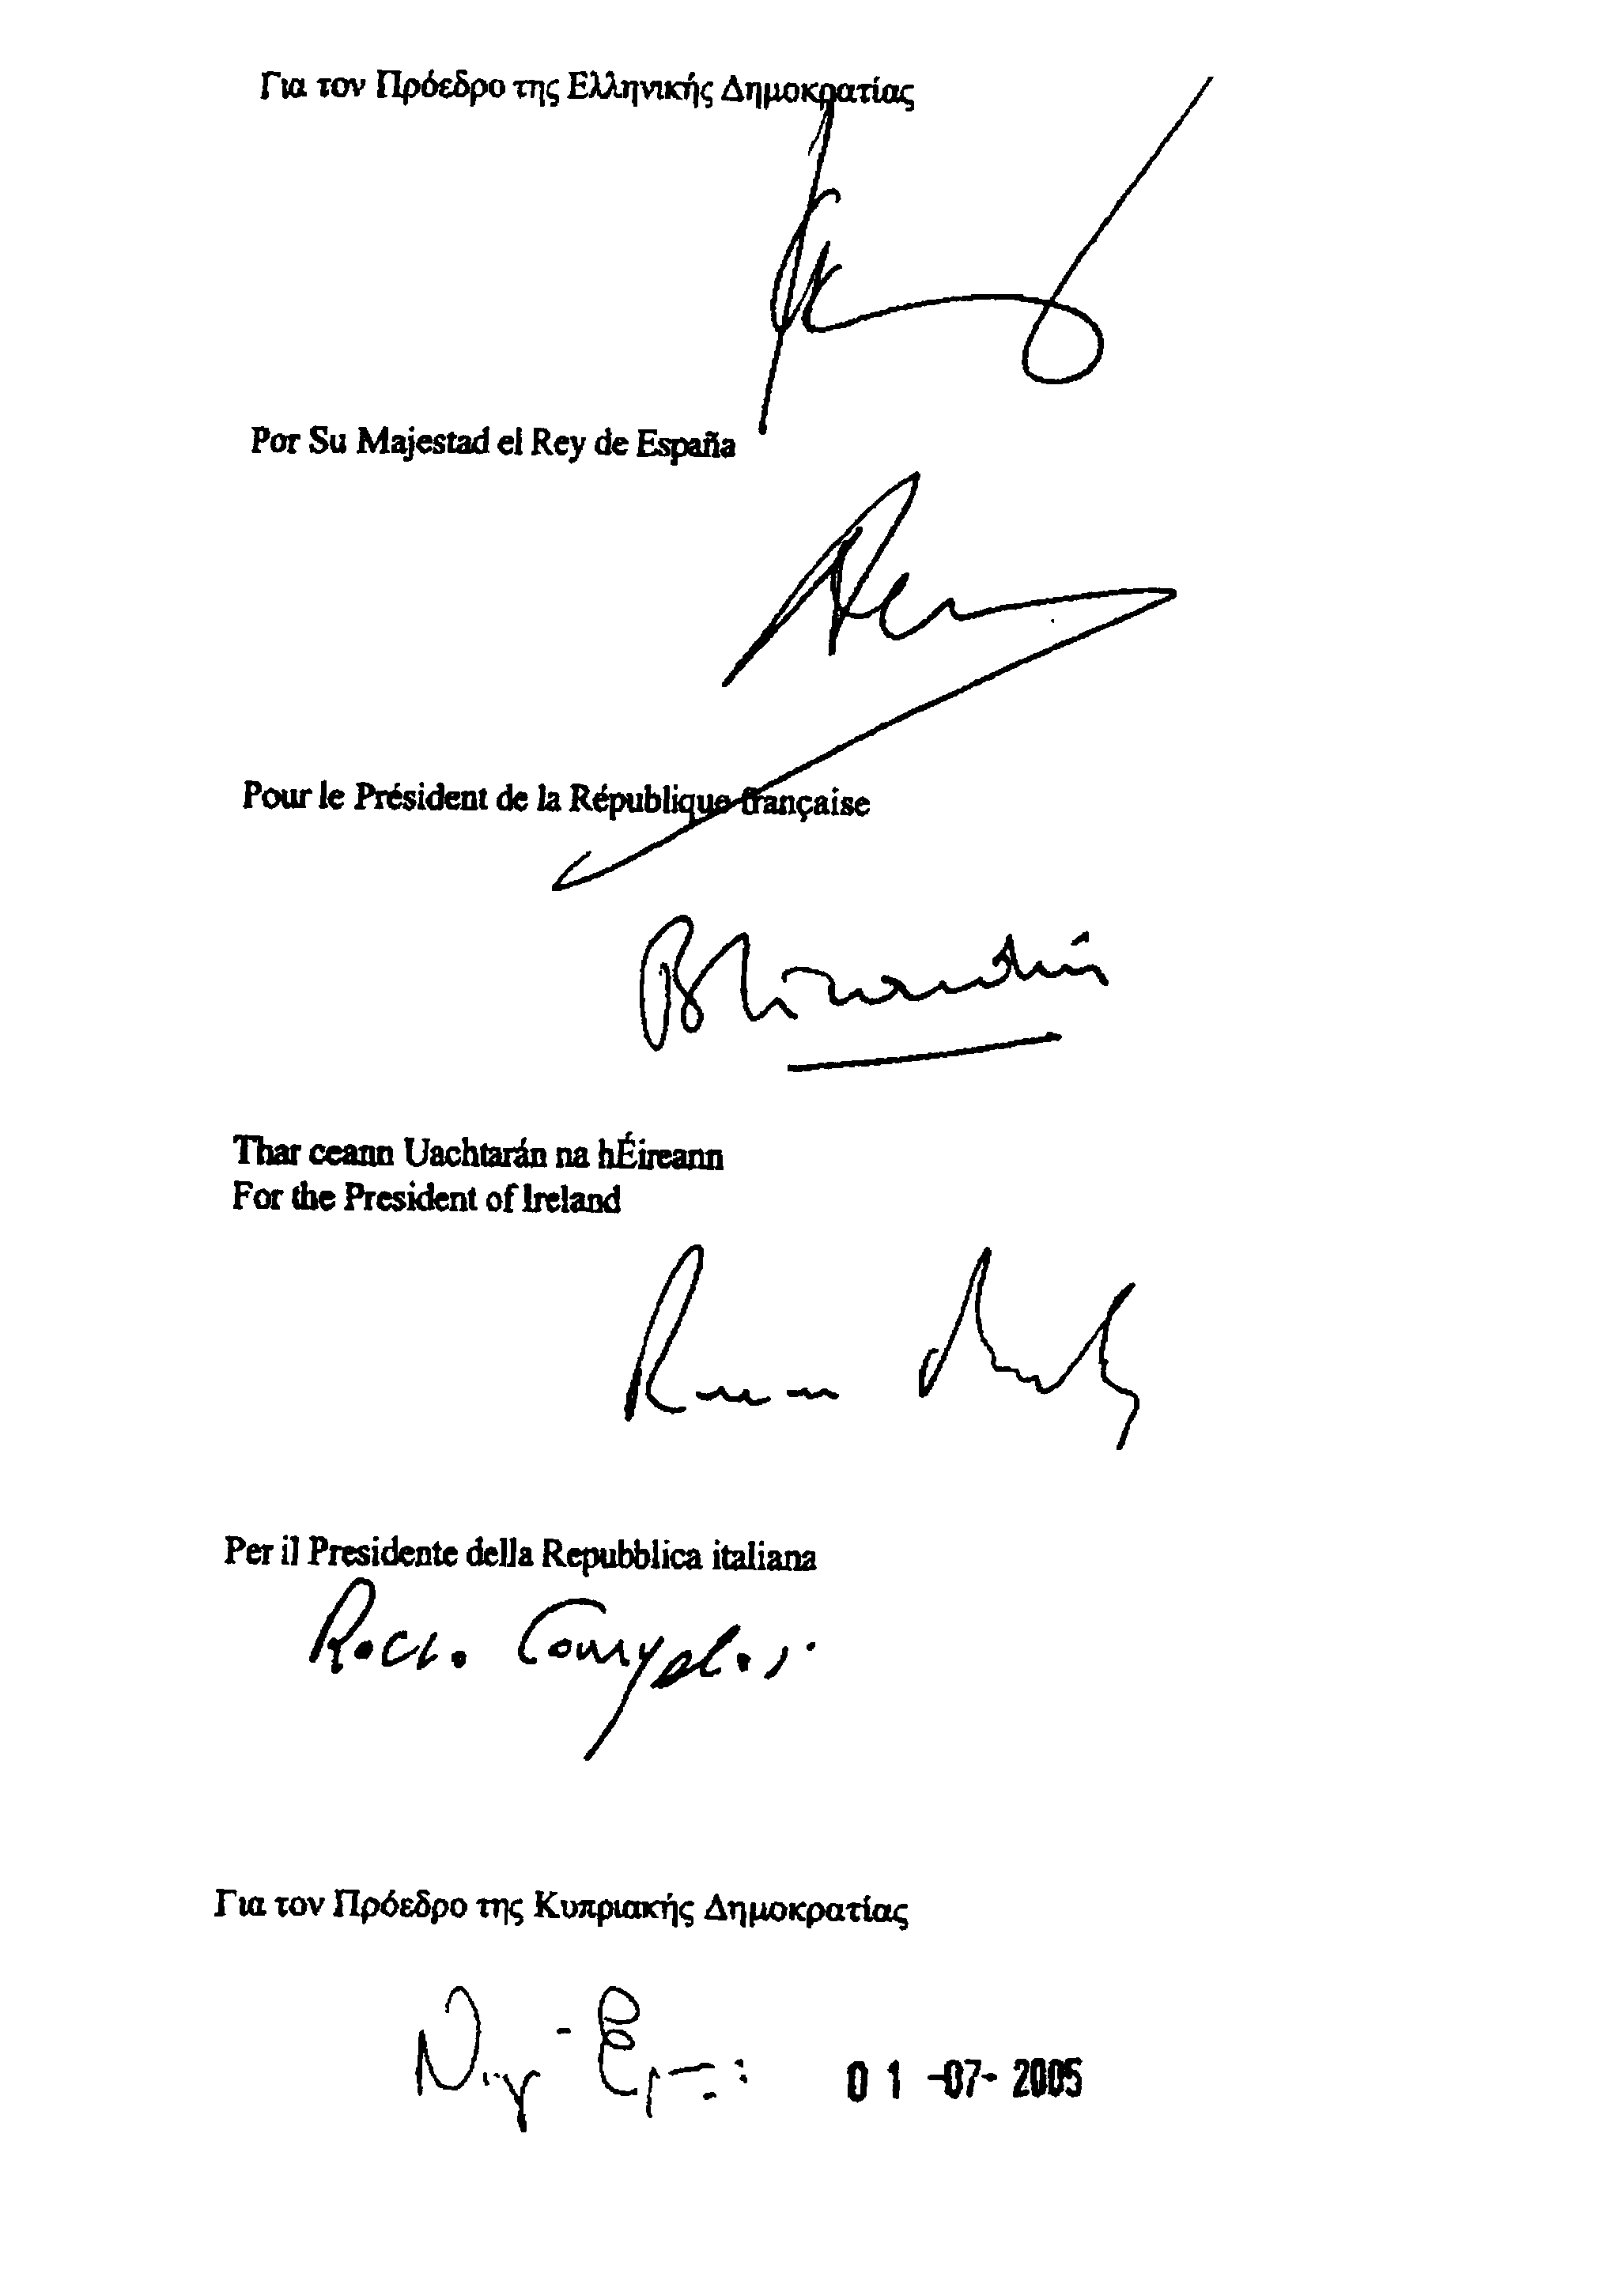 Για τον Πρόεδρο της Ελληνικής Δημοκρατίας
Por Su Majestad el Rey de España
Pour le Président de la République française
Thar ceann Uachtarán na hÉireann
For the President of Ireland
Per il Presidente della Repubblica italiana
Για τον Πρόεδρο της Κυπριακής Δημοκρατίας
01 -07- 2005